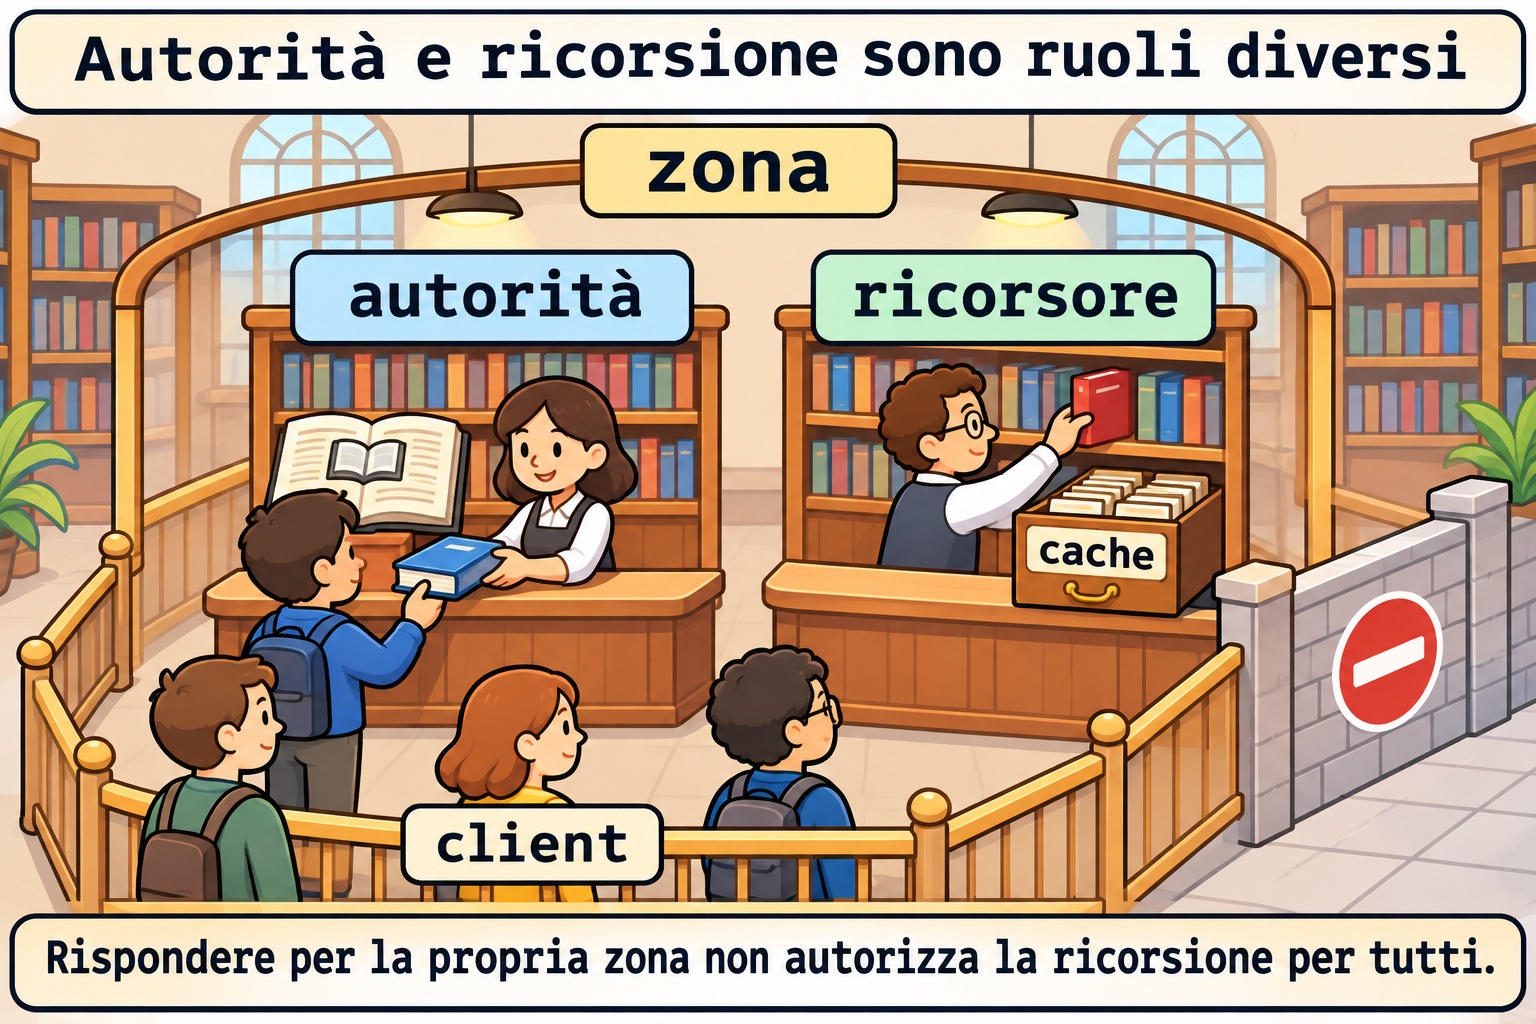 Autorità e ricorsione sono ruoli diversi
zona
autorità
ricorsore
cache
client
Rispondere per la propria zona non autorizza la ricorsione per tutti.